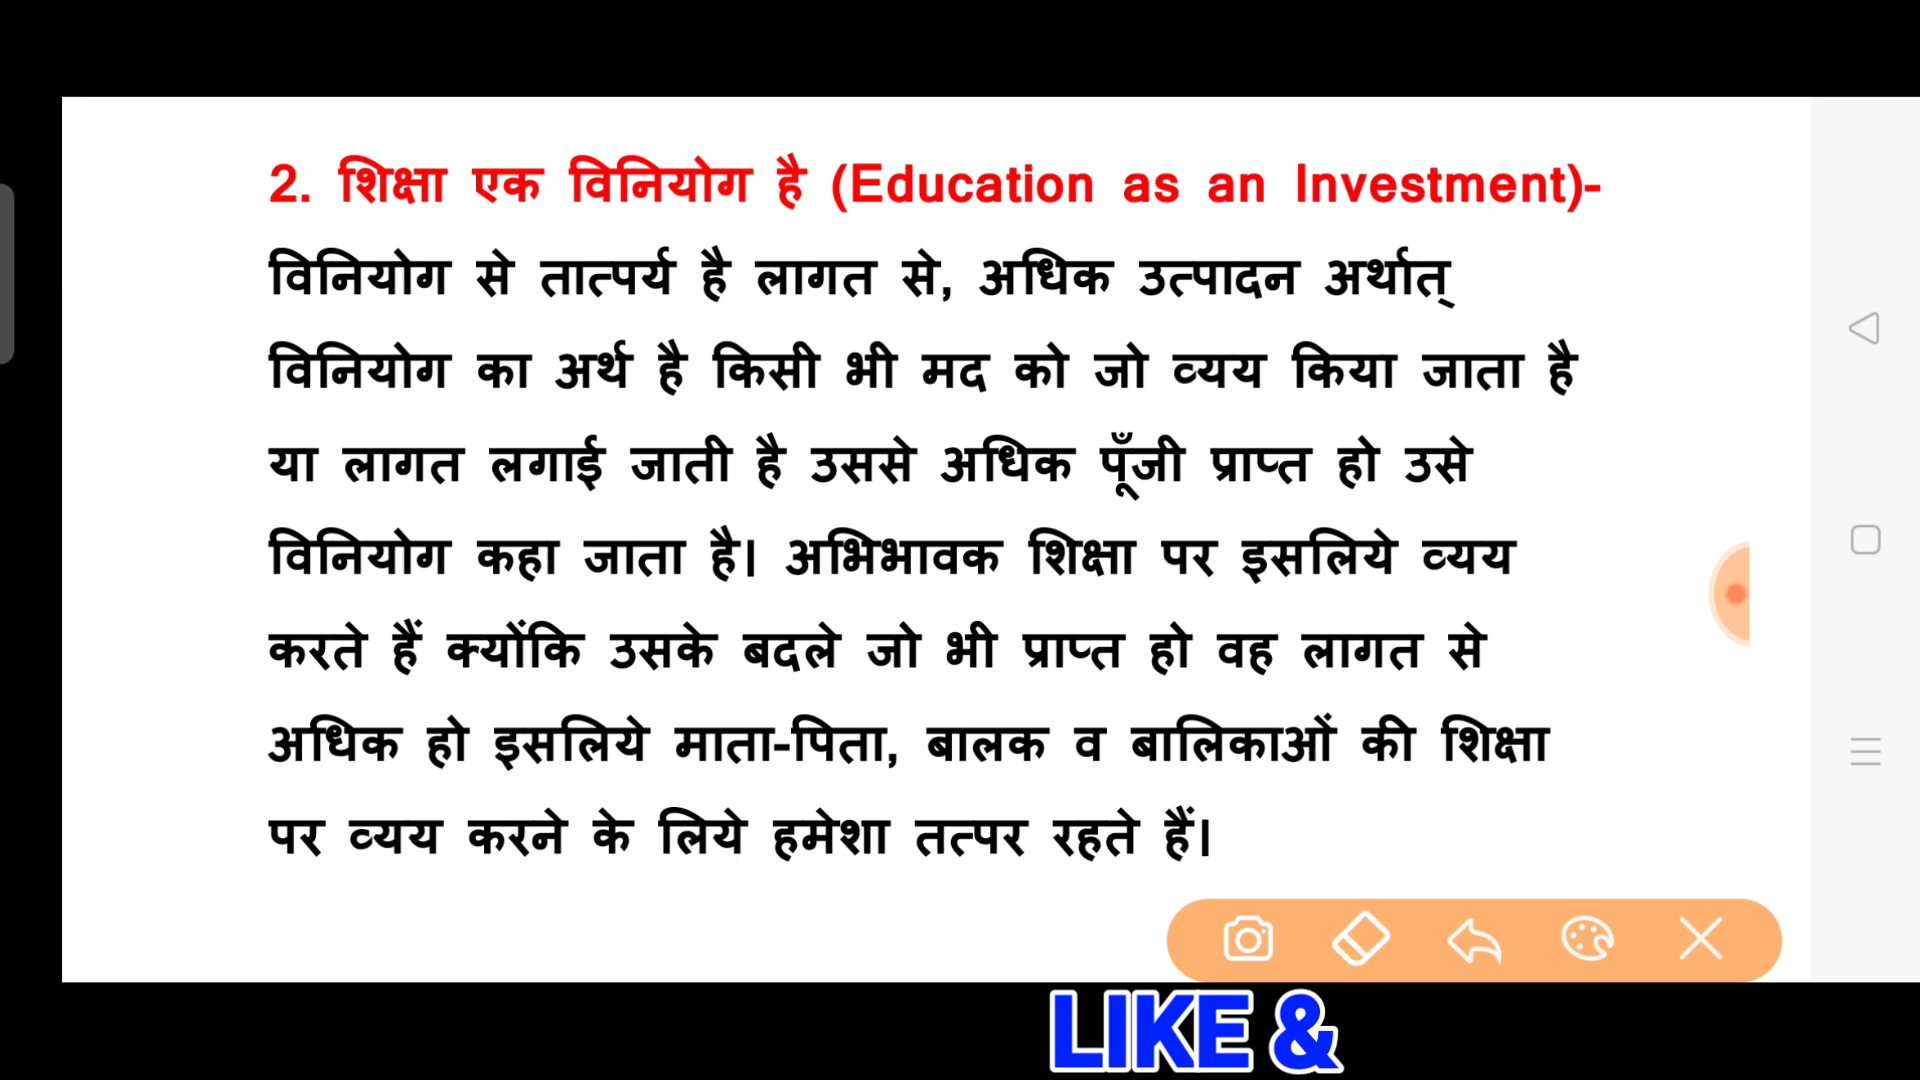 2. शिक्षा एक विनियोग है (Education as an Investment)-
विनियोग से तात्पर्य है लागत से, अधिक उत्पादन अर्थात्
विनियोग का अर्थ है किसी भी मद को जो व्यय किया जाता है
या लागत लगाई जाती है उससे अधिक पूँजी प्राप्त हो उसे
विनियोग कहा जाता है। अभिभावक शिक्षा पर इसलिये व्यय
करते हैं क्योंकि उसके बदले जो भी प्राप्त हो वह लागत से
अधिक हो इसलिये माता-पिता, बालक व बालिकाओं की शिक्षा
पर व्यय करने के लिये हमेशा तत्पर रहते हैं।
LIKE &